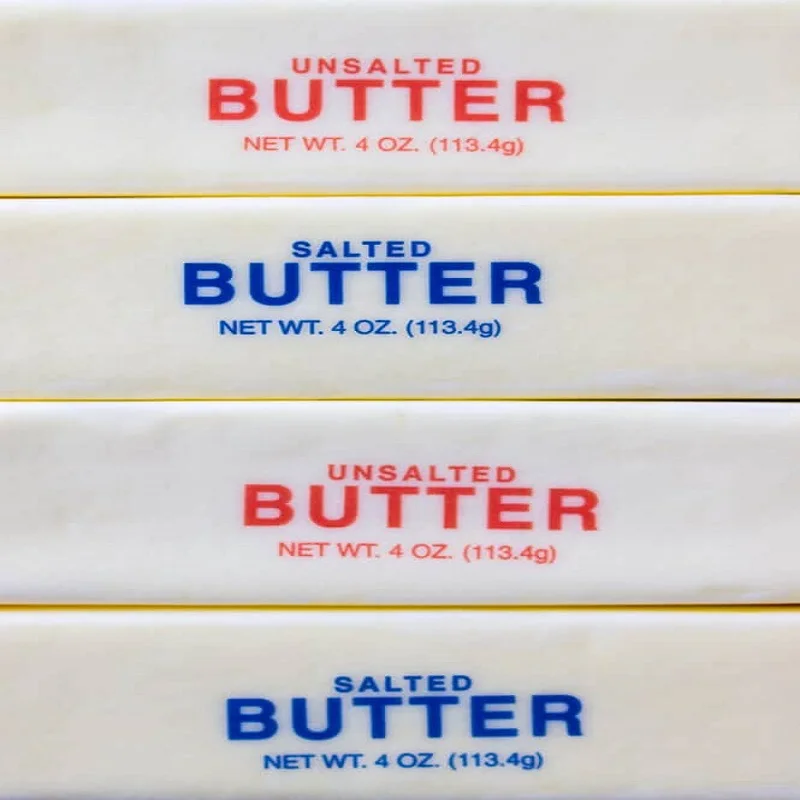 UNSALTED
BUTTER
NET WT. 4 OZ. (113.4g)
SALTED
BUTTER
NET WT. 4 OZ. (113.4g)
UNSALTED
BUTTER
NET WT. 4 OZ. (113.4g)
SALTED
BUTTER
NET WT. 4 OZ. (113.4g)